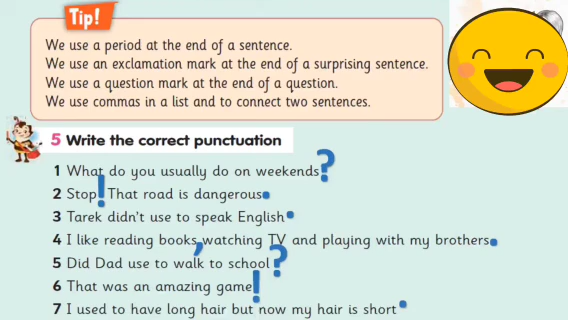 Tip!
We use a period at the end of a sentence.
We use an exclamation mark at the end of a surprising sentence.
We use a question mark at the end of a question.
We use commas in a list and to connect two sentences.
5 Write the correct punctuation
1 What do you usually do on weekends?
2 Stop! That road is dangerous.
3 Tarek didn't use to speak English.
4 I like reading books, watching TV and playing with my brothers.
5 Did Dad use to walk to school?
6 That was an amazing game!
7 I used to have long hair but now my hair is short.